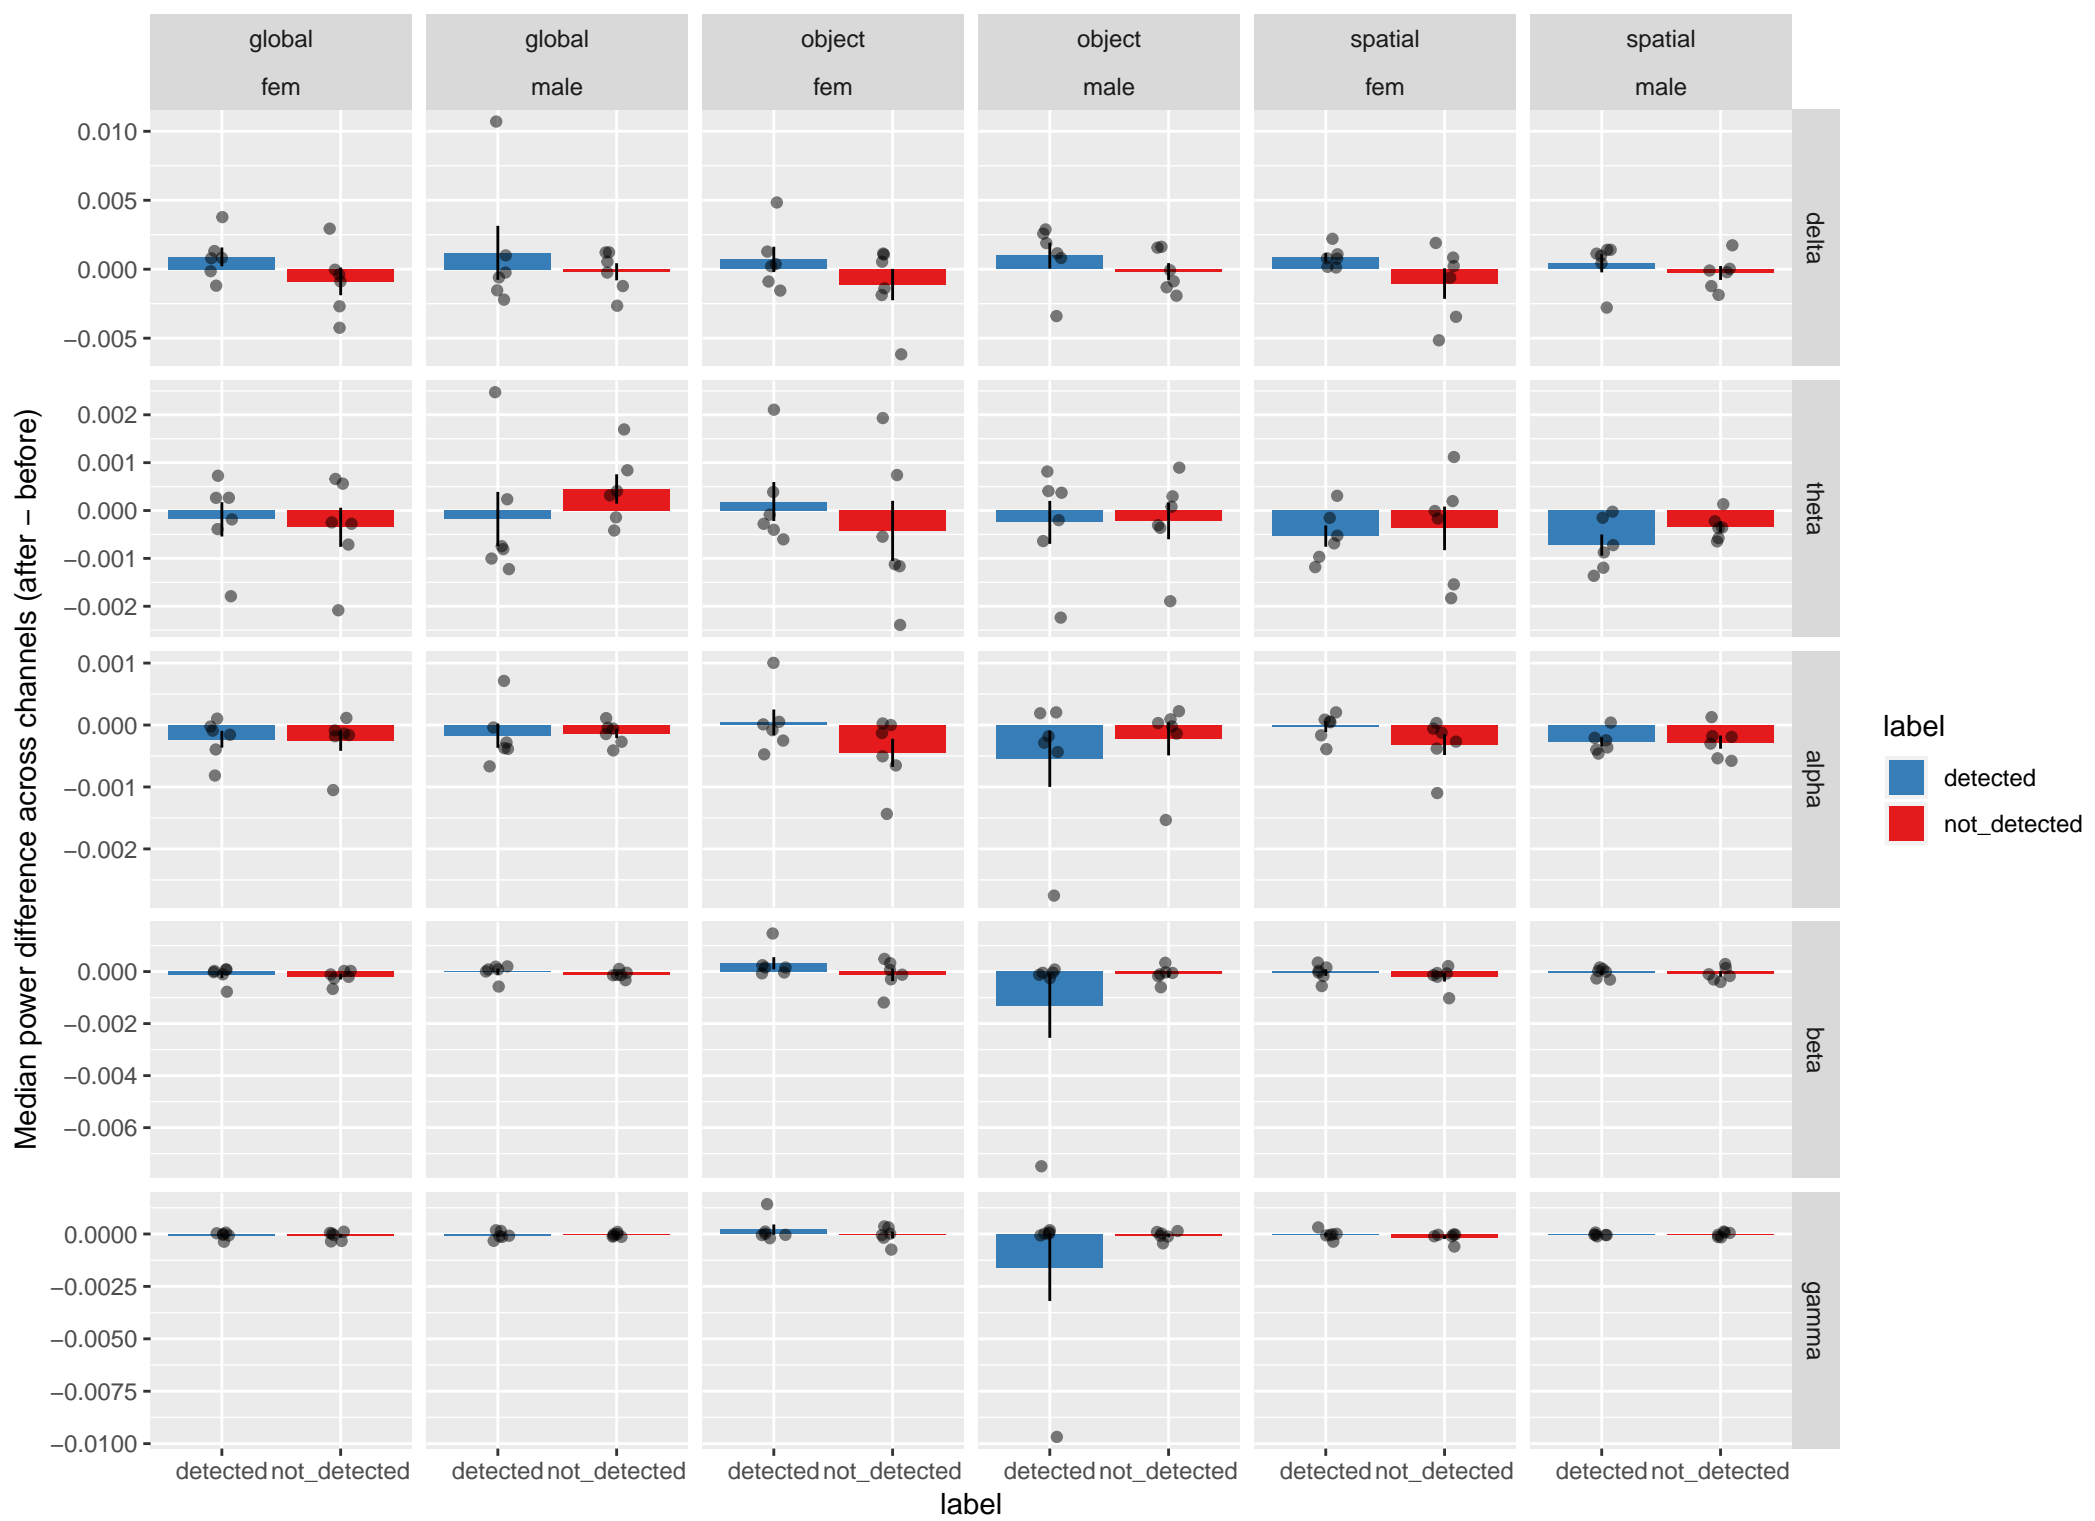 global global object object spatial spatial
fem male fem male fem male
0.010
0.005
0.000
−0.005
delta
0.002
0.001
0.000
−0.001
−0.002
theta
0.001
0.000
−0.001
−0.002
alpha
0.000
−0.002
−0.004
−0.006
beta
0.0000
−0.0025
−0.0050
−0.0075
−0.0100
gamma
Median power difference across channels (after − before)
detected not_detected detected not_detected detected not_detected detected not_detected detected not_detected detected not_detected
label
label
detected
not_detected